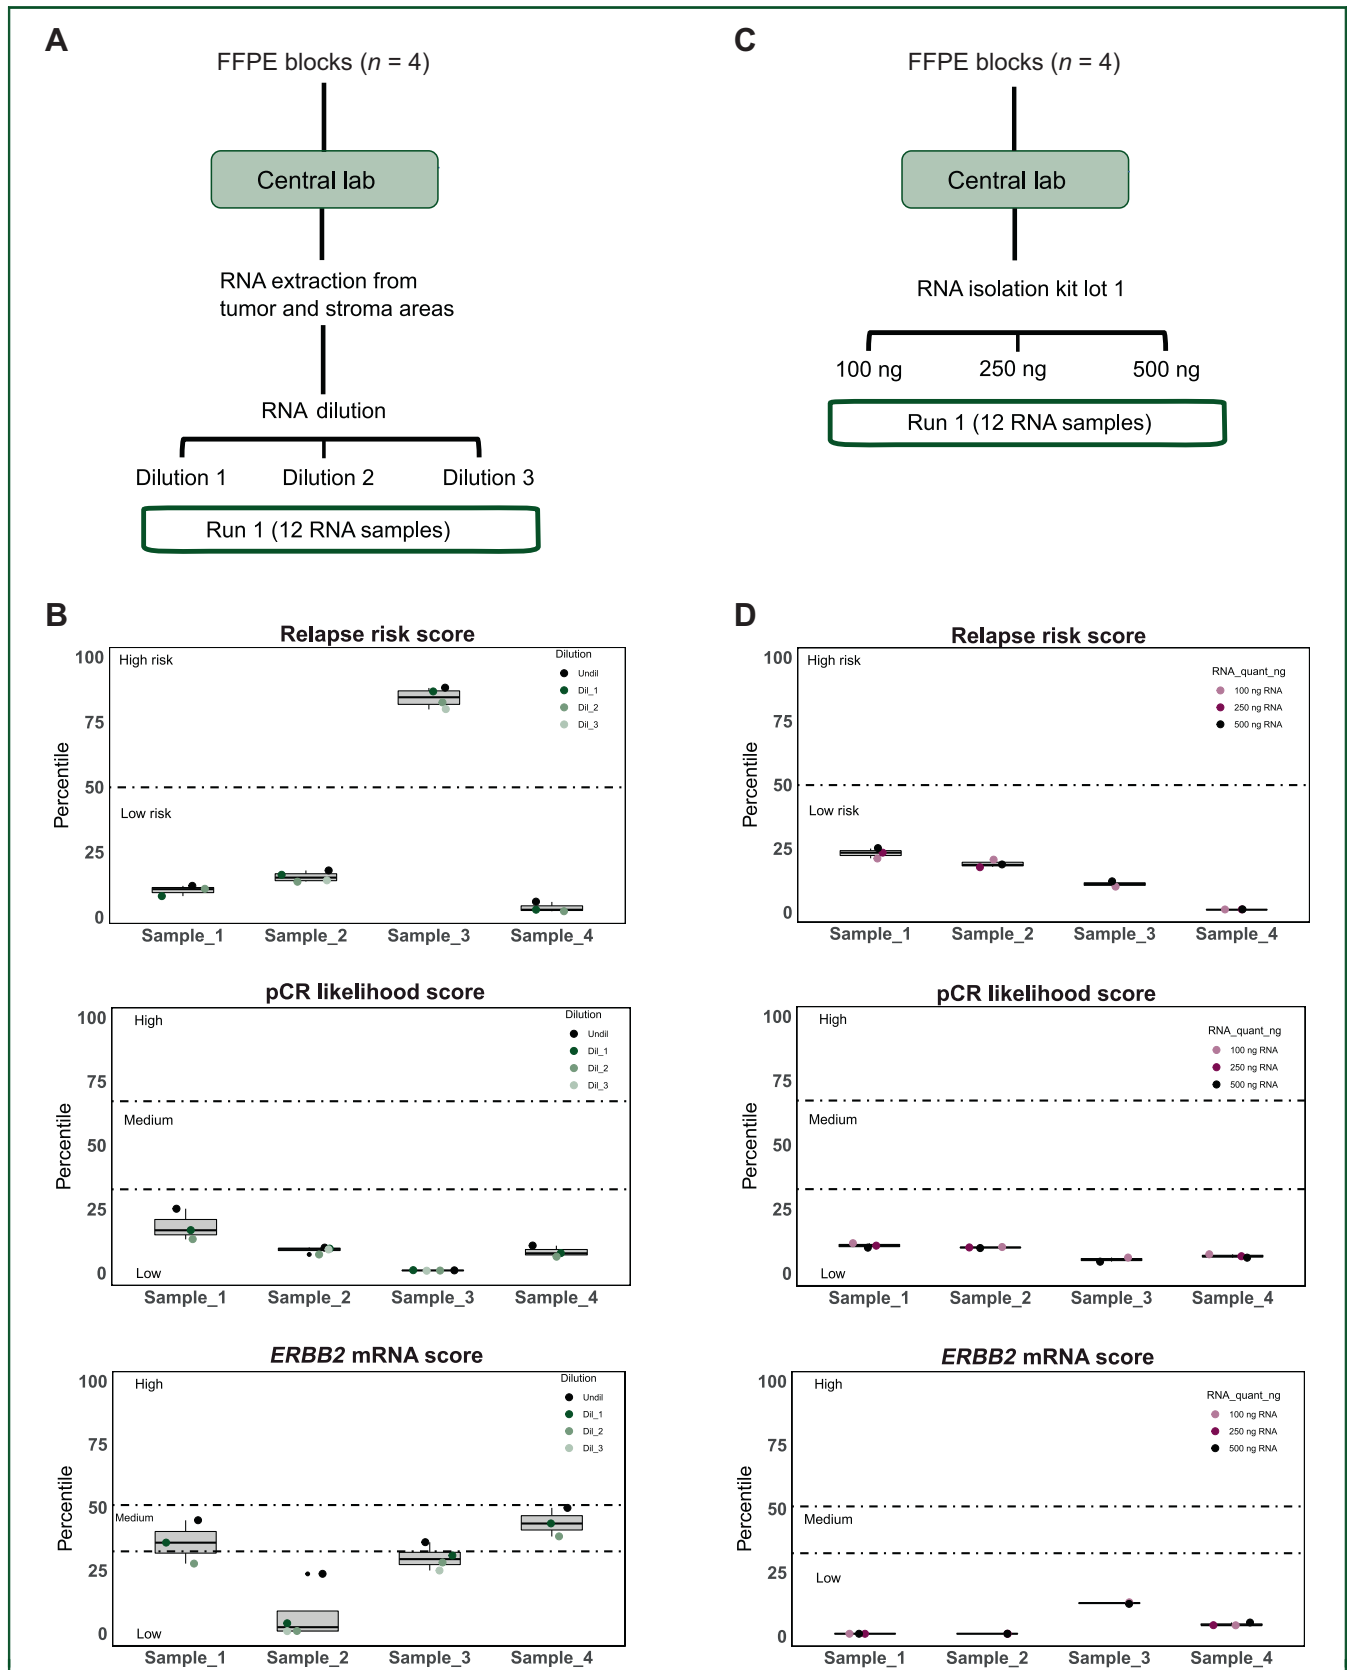 A
FFPE blocks (n = 4)
Central lab
RNA extraction from
tumor and stroma areas
RNA dilution
Dilution 1
Dilution 2
Dilution 3
Run 1 (12 RNA samples)
C
FFPE blocks (n = 4)
Central lab
RNA isolation kit lot 1
100 ng
250 ng
500 ng
Run 1 (12 RNA samples)
B
Relapse risk score
Percentile
100
75
50
25
0
High risk
Low risk
Dilution
Undil
Dil_1
Dil_2
Dil_3
Sample_1
Sample_2
Sample_3
Sample_4
pCR likelihood score
Percentile
100
75
50
25
0
High
Medium
Low
Dilution
Undil
Dil_1
Dil_2
Dil_3
Sample_1
Sample_2
Sample_3
Sample_4
ERBB2 mRNA score
Percentile
100
75
50
25
0
High
Medium
Low
Dilution
Undil
Dil_1
Dil_2
Dil_3
Sample_1
Sample_2
Sample_3
Sample_4
D
Relapse risk score
Percentile
100
75
50
25
0
High risk
Low risk
RNA_quant_ng
100 ng RNA
250 ng RNA
500 ng RNA
Sample_1
Sample_2
Sample_3
Sample_4
pCR likelihood score
Percentile
100
75
50
25
0
High
Medium
Low
RNA_quant_ng
100 ng RNA
250 ng RNA
500 ng RNA
Sample_1
Sample_2
Sample_3
Sample_4
ERBB2 mRNA score
Percentile
100
75
50
25
0
High
Medium
Low
RNA_quant_ng
100 ng RNA
250 ng RNA
500 ng RNA
Sample_1
Sample_2
Sample_3
Sample_4